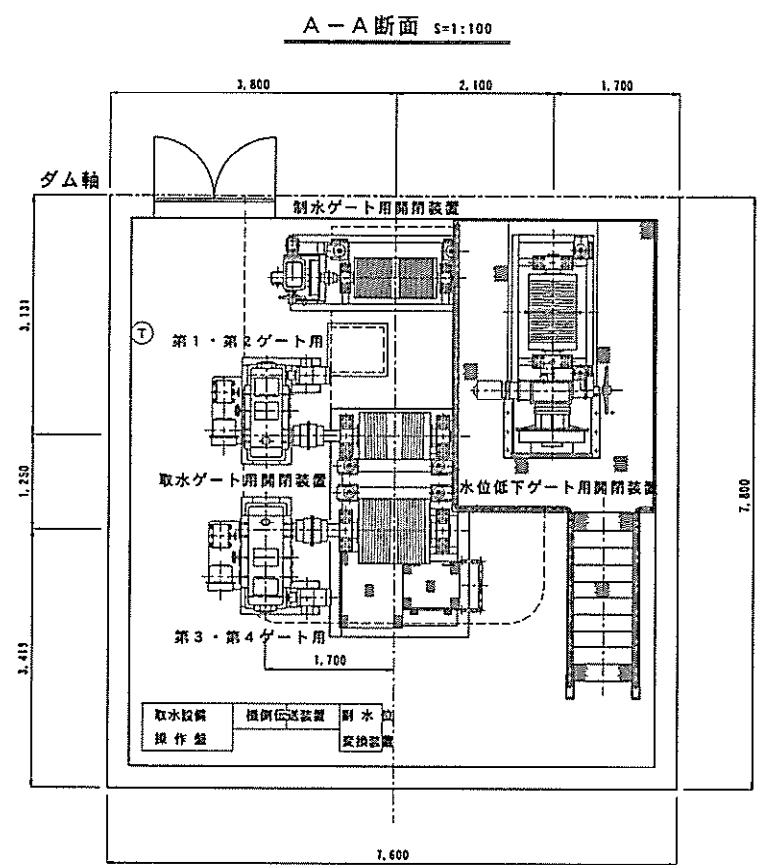 A-A断面 S=1:100
3,800
2,100
1,700
ダム軸
制水ゲート用開閉装置
3,131
T
第1・第2ゲート用
1,250
取水ゲート用開閉装置
水位低下ゲート用開閉装置
7,800
3,419
第3・第4ゲート用
1,700
取水設備
操作盤
機側伝送装置
副水位
変換装置
7,600